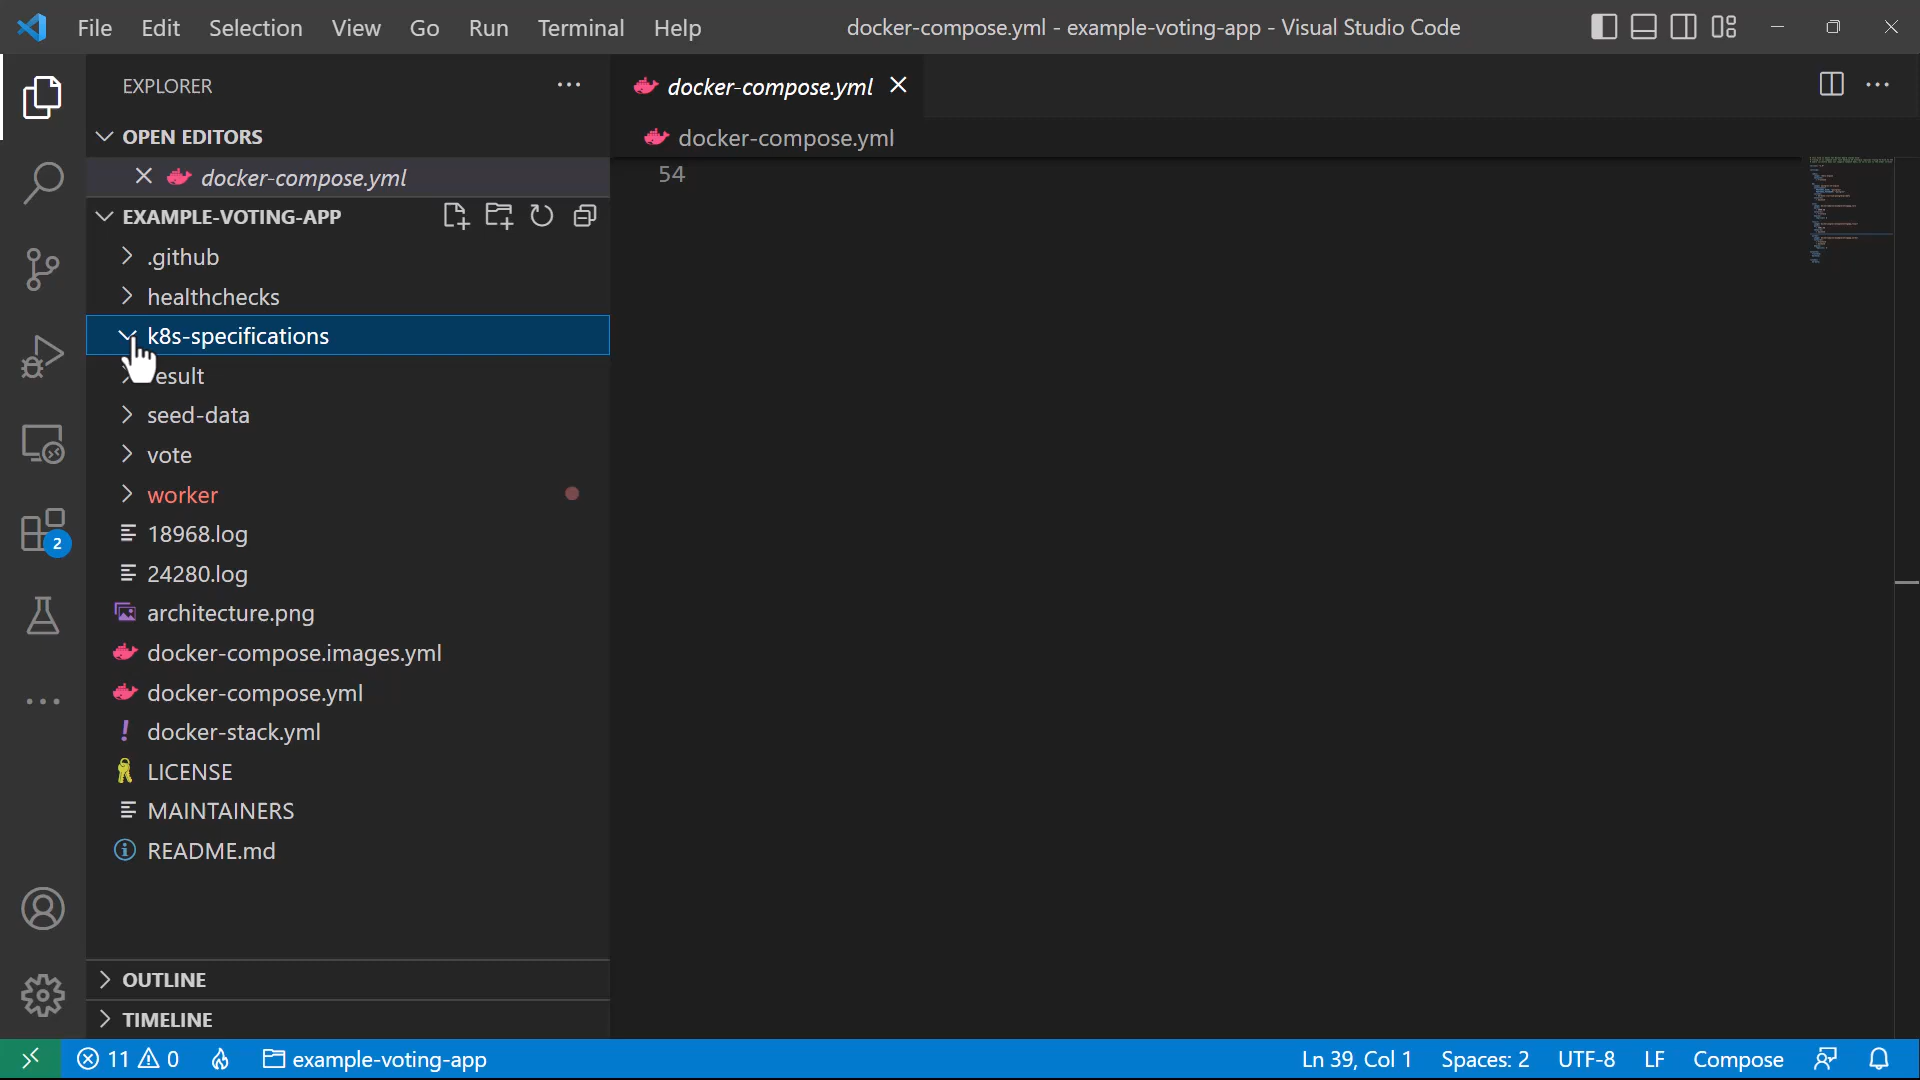 File Edit Selection View Go Run Terminal Help docker-compose.yml - example-voting-app - Visual Studio Code
EXPLORER
OPEN EDITORS
docker-compose.yml
EXAMPLE-VOTING-APP
.github
healthchecks
k8s-specifications
esult
seed-data
vote
worker
18968.log
24280.log
architecture.png
docker-compose.images.yml
docker-compose.yml
docker-stack.yml
LICENSE
MAINTAINERS
README.md
OUTLINE
TIMELINE
docker-compose.yml
docker-compose.yml
54
2
11 0 example-voting-app Ln 39, Col 1 Spaces: 2 UTF-8 LF Compose